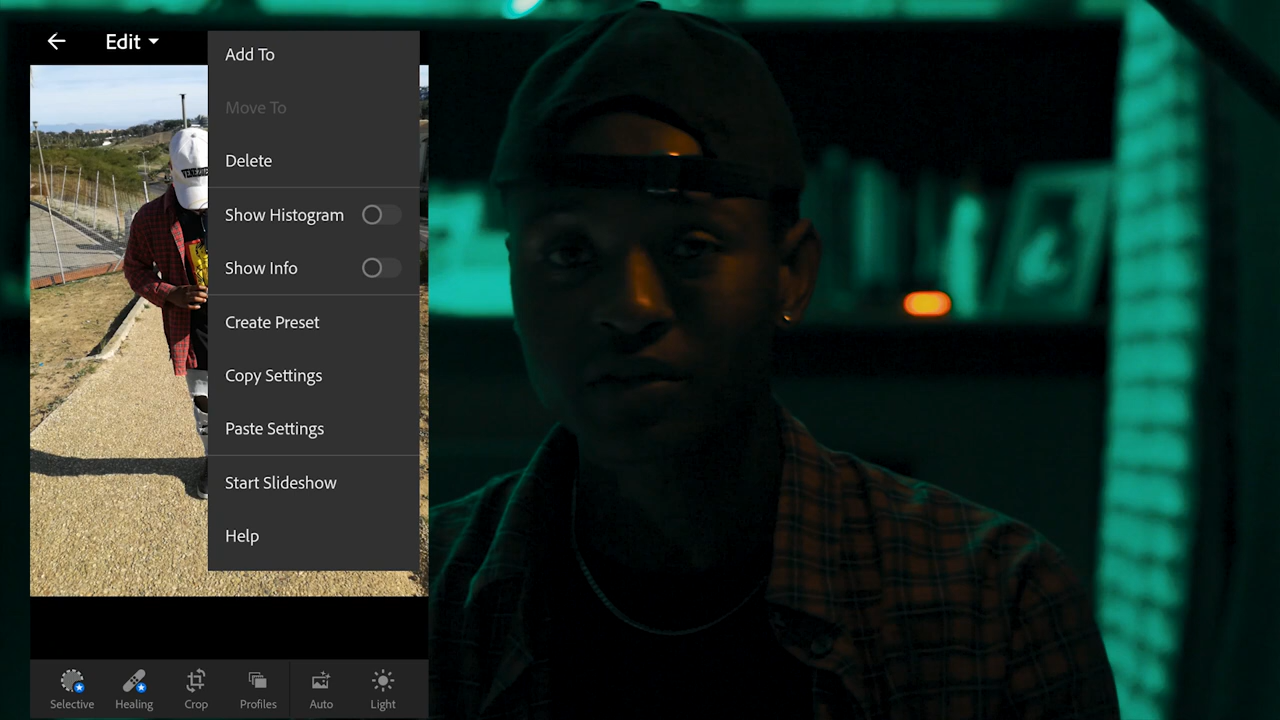 Edit
Add To
Move To
Delete
Show Histogram
Show Info
Create Preset
Copy Settings
Paste Settings
Start Slideshow
Help
Selective
Healing
Crop
Profiles
Auto
Light